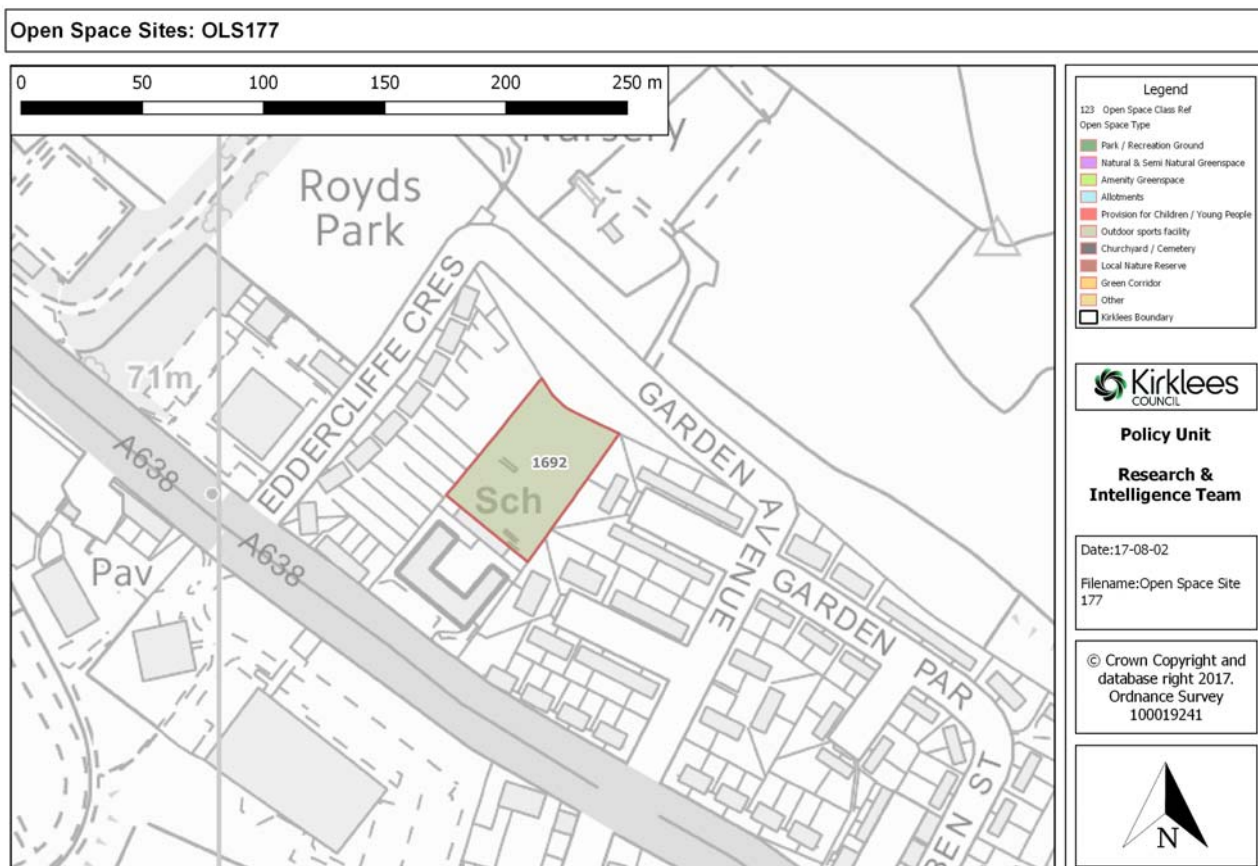 Open Space Sites: OLS177
0 50 100 150 200 250 m
Nursery
Royds
Park
EDDERCLIFFE CRES
71m
A638
A638
GARDEN AVENUE
1692
Sch
Pav
GARDEN PAR
BEN ST
Legend
123 Open Space Class Ref
Open Space Type
Park / Recreation Ground
Natural & Semi Natural Greenspace
Amenity Greenspace
Allotments
Provision for Children / Young People
Outdoor sports facility
Churchyard / Cemetery
Local Nature Reserve
Green Corridor
Other
Kirklees Boundary
Kirklees
COUNCIL
Policy Unit
Research &
Intelligence Team
Date:17-08-02
Filename:Open Space Site
177
© Crown Copyright and
database right 2017.
Ordnance Survey
100019241
N